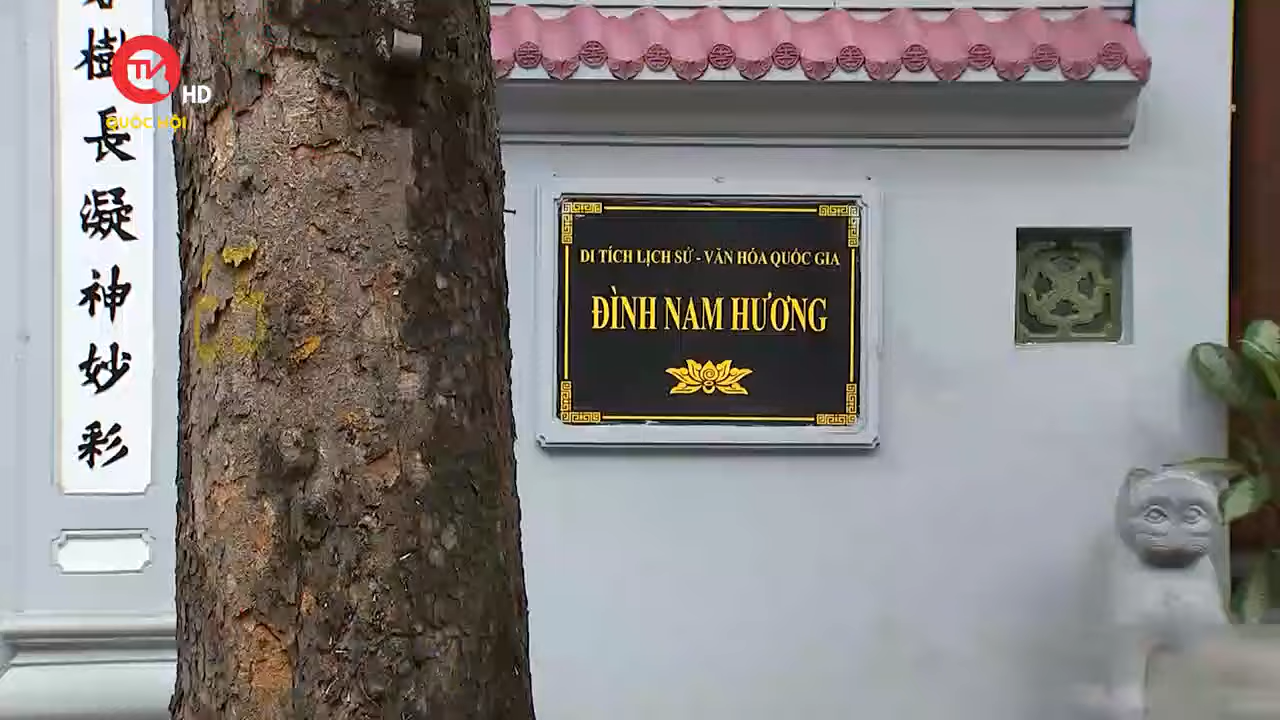 樹長凝神妙彩
TV
HD
QUỐC HỘI
DI TÍCH LỊCH SỬ - VĂN HÓA QUỐC GIA
ĐÌNH NAM HƯƠNG